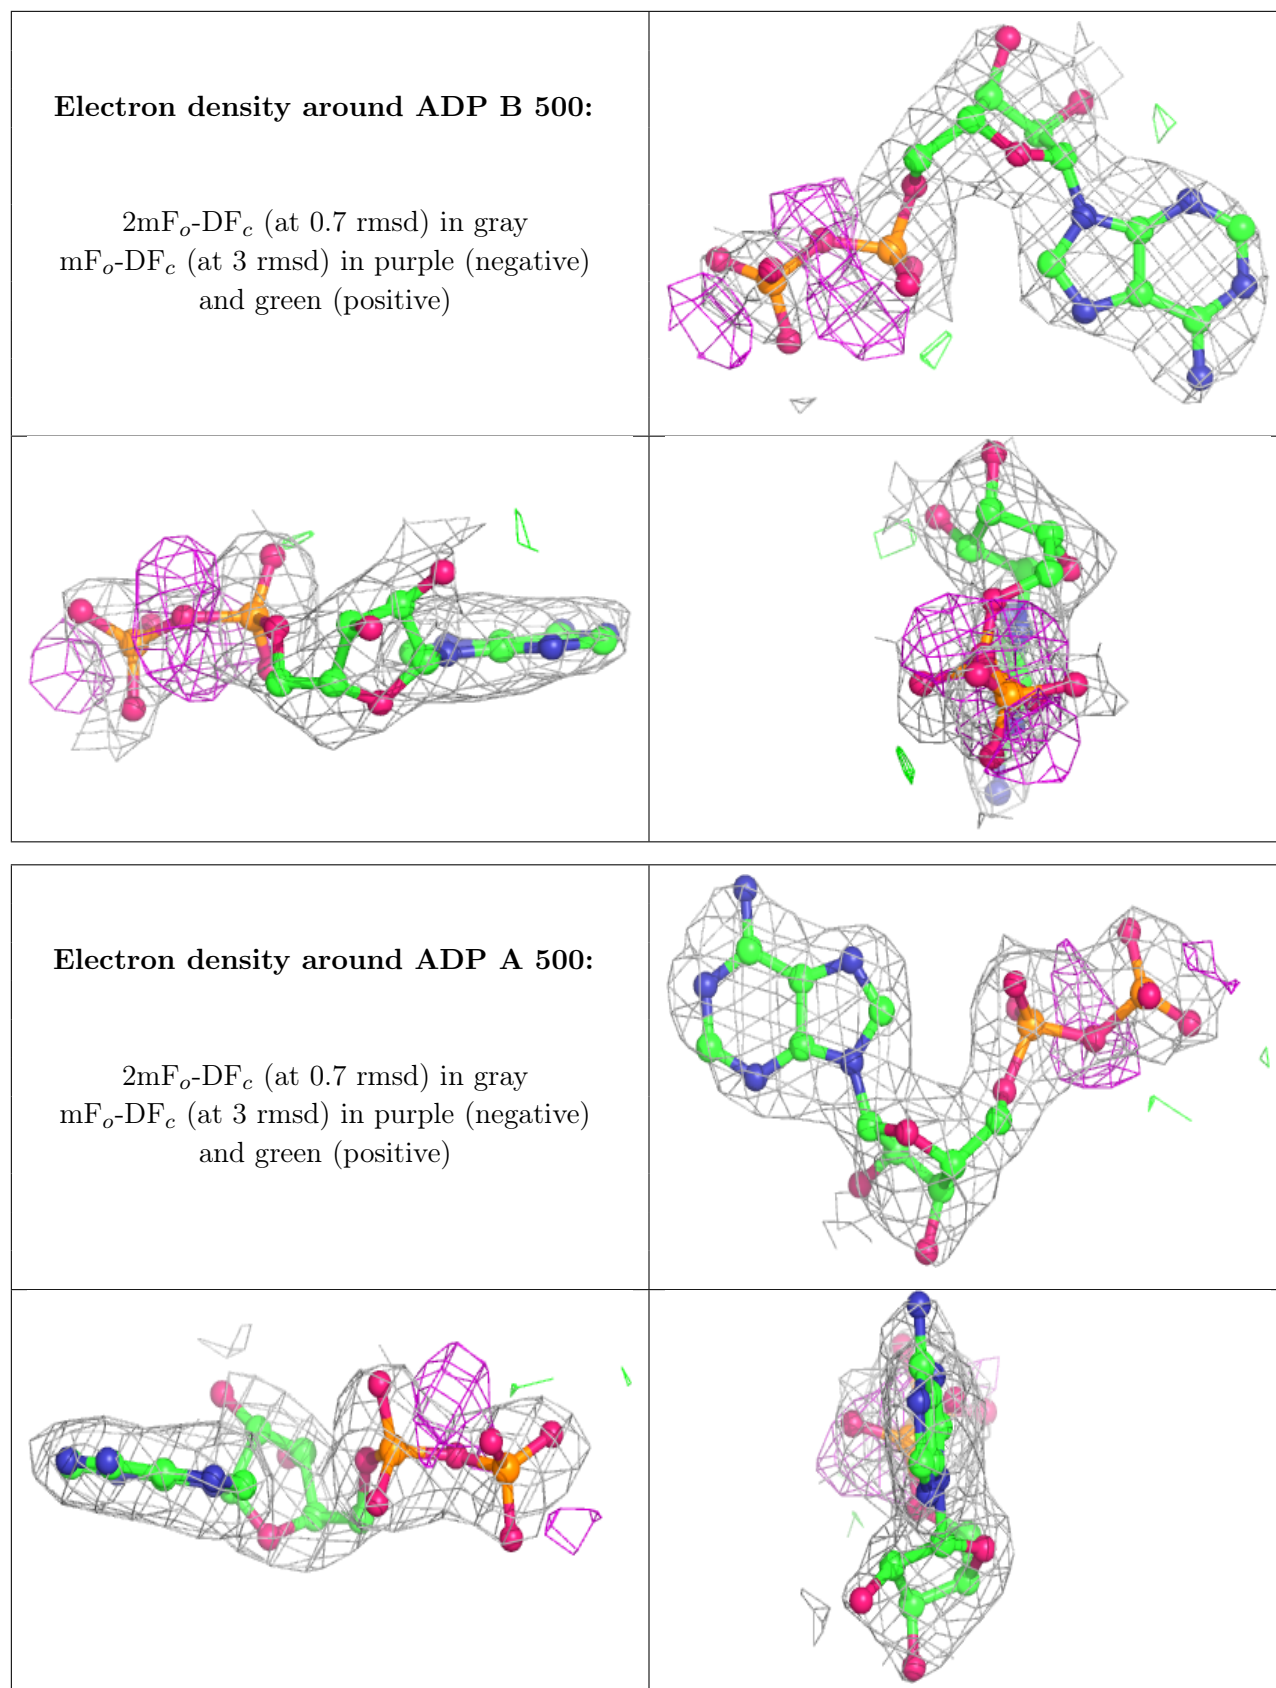 Electron density around ADP B 500:
2mFₒ-DF𝒸 (at 0.7 rmsd) in gray
mFₒ-DF𝒸 (at 3 rmsd) in purple (negative)
and green (positive)
Electron density around ADP A 500:
2mFₒ-DF𝒸 (at 0.7 rmsd) in gray
mFₒ-DF𝒸 (at 3 rmsd) in purple (negative)
and green (positive)